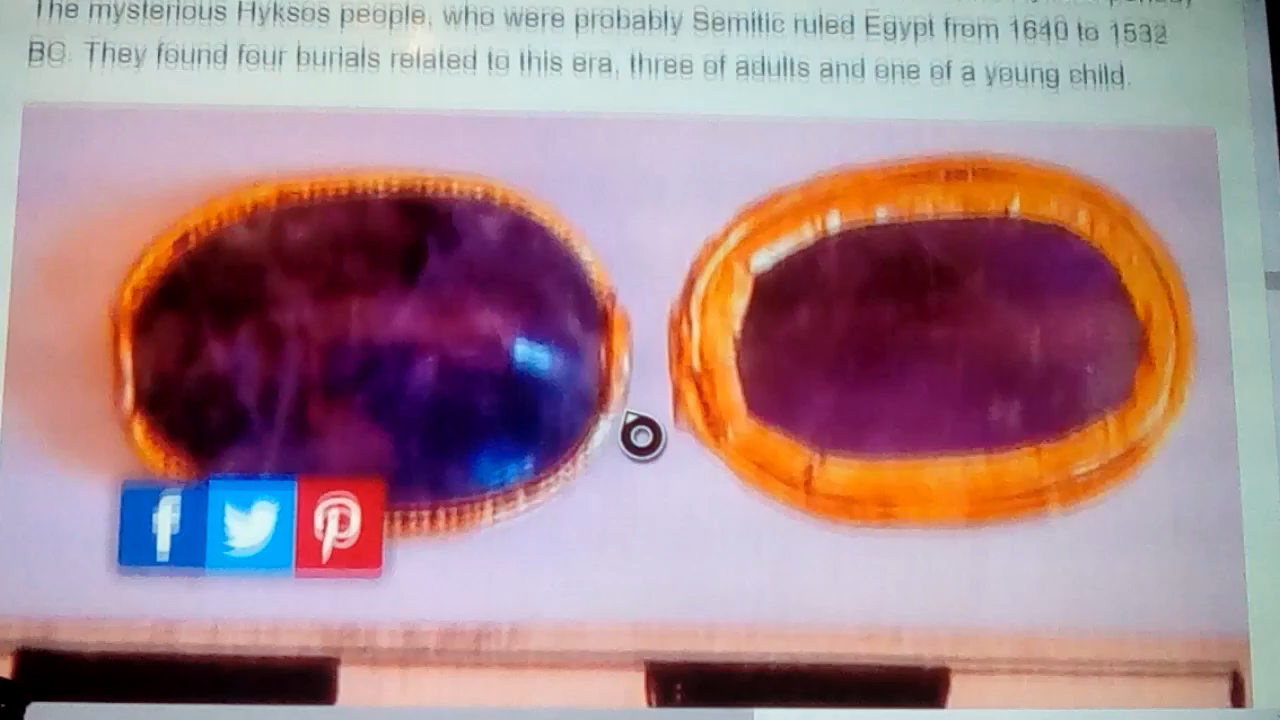 The mysterious Hyksos people, who were probably Semitic ruled Egypt from 1640 to 1532
BC. They found four burials related to this era, three of adults and one of a young child.